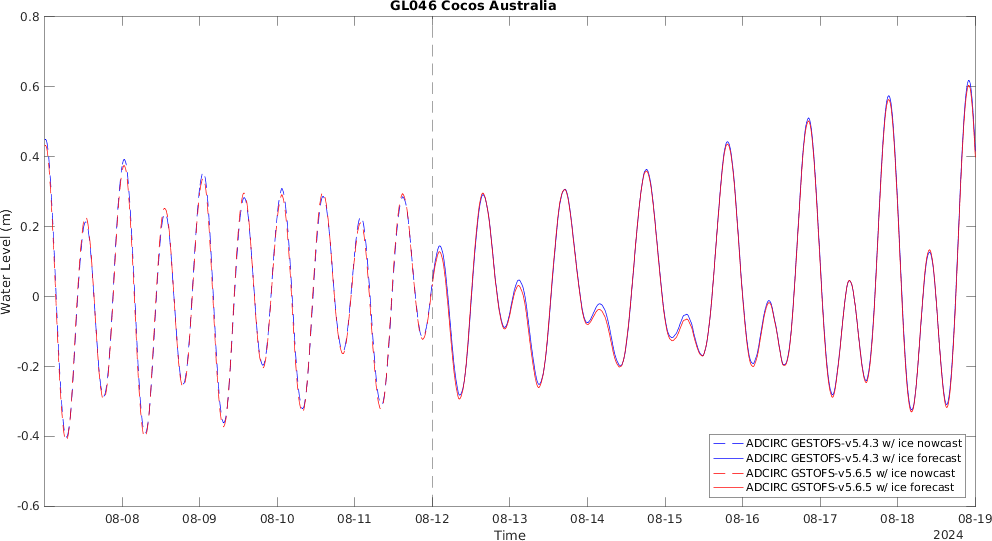 GL046 Cocos Australia
0.8
0.6
0.4
0.2
0
-0.2
-0.4
-0.6
Water Level (m)
ADCIRC GESTOFS-v5.4.3 w/ ice nowcast
ADCIRC GESTOFS-v5.4.3 w/ ice forecast
ADCIRC GSTOFS-v5.6.5 w/ ice nowcast
ADCIRC GSTOFS-v5.6.5 w/ ice forecast
08-08 08-09 08-10 08-11 08-12 08-13 08-14 08-15 08-16 08-17 08-18 08-19
Time
2024